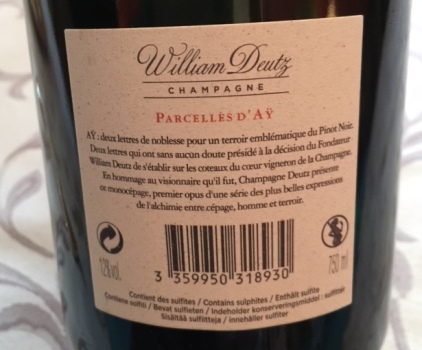 William Deutz
CHAMPAGNE
PARCELLES D'AŸ
AŸ : deux lettres de noblesse pour un terroir emblématique du Pinot Noir.
Deux lettres qui ont sans aucun doute présidé à la décision du Fondateur
William Deutz de s'établir sur les coteaux du cœur vigneron de la Champagne.
En hommage au visionnaire qu'il fut, Champagne Deutz présente
ce monocépage, premier opus d'une série des plus belles expressions
de l'alchimie entre cépage, homme et terroir.
12% vol.
3 359950 318930
750 ml
Contient des sulfites / Contains sulphites / Enthält sulfite
Contiene sulfiti / Bevat sulfieten / Indeholder konserveringsmiddel : sulfitter
Sisältää sulfiitteja / innehåller sulfiter